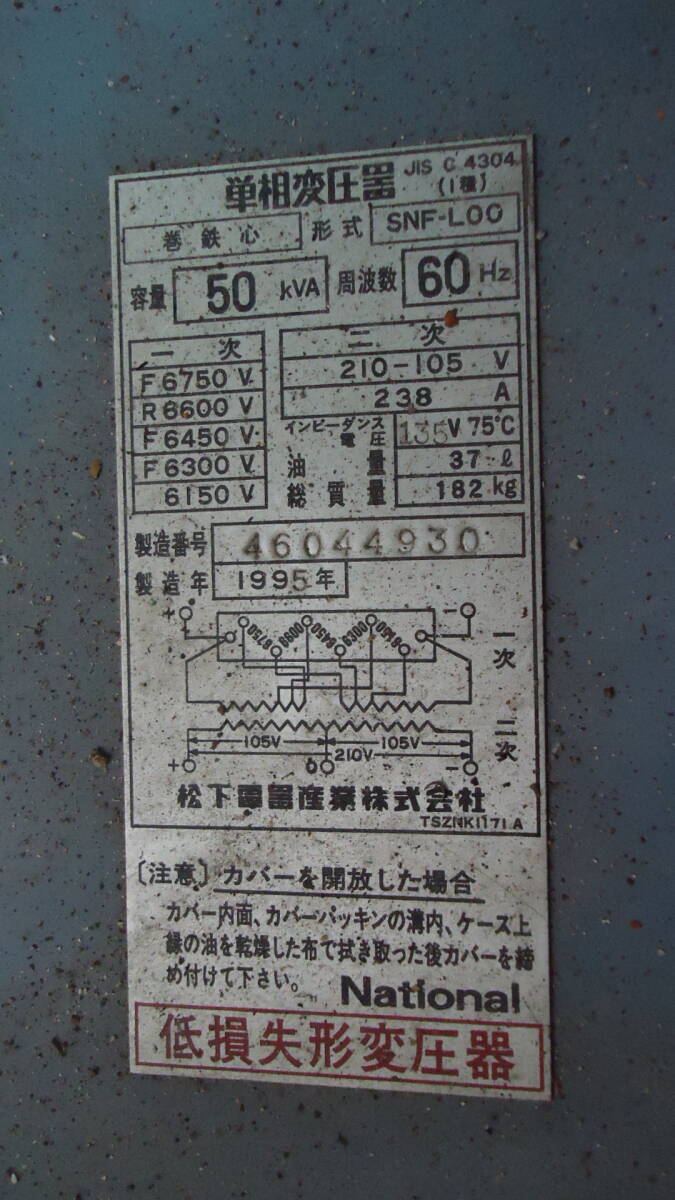 単相変圧器 JIS C 4304
(1種)
巻鉄心 形式 SNF-L00
容量 50 kVA 周波数 60 Hz
一次
F 6750 V
R 6600 V
F 6450 V
F 6300 V
6150 V
二次
210-105 V
238 A
インピーダンス電圧 135 V 75℃
油量 37 ℓ
総質量 182 kg
製造番号 46044930
製造年 1995年
+ -
6750 6600 6450 6300 6150
一次
二次
105V 105V
210V
+ O -
松下電器産業株式会社
TSZNK1171A
〔注意〕カバーを開放した場合
カバー内面、カバーパッキンの溝内、ケース上
縁の油を乾燥した布で拭き取った後カバーを締
め付けて下さい。
National
低損失形変圧器